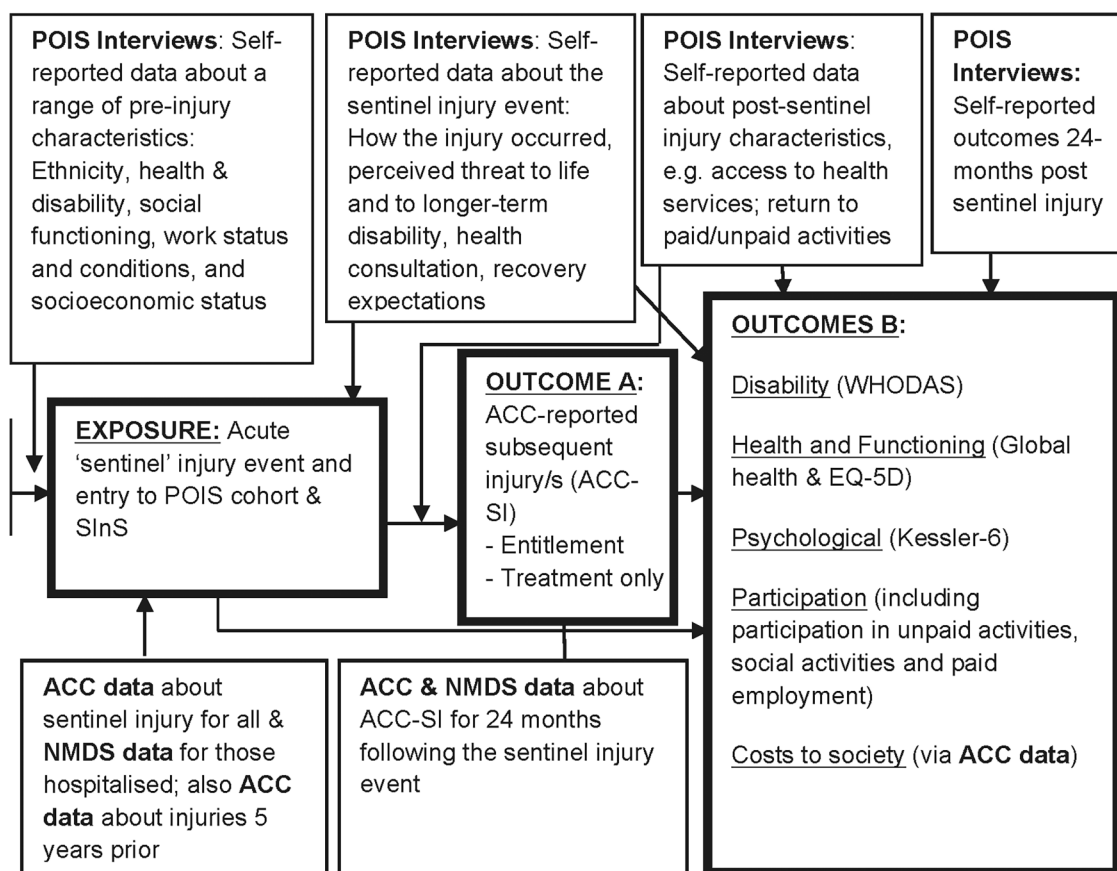 POIS Interviews: Self-
reported data about a
range of pre-injury
characteristics:
Ethnicity, health &
disability, social
functioning, work status
and conditions, and
socioeconomic status
POIS Interviews: Self-
reported data about the
sentinel injury event:
How the injury occurred,
perceived threat to life
and to longer-term
disability, health
consultation, recovery
expectations
POIS Interviews:
Self-reported data
about post-sentinel
injury characteristics,
e.g. access to health
services; return to
paid/unpaid activities
POIS
Interviews:
Self-reported
outcomes 24-
months post
sentinel injury
EXPOSURE: Acute
‘sentinel’ injury event and
entry to POIS cohort &
SInS
OUTCOME A:
ACC-reported
subsequent
injury/s (ACC-
SI)
- Entitlement
- Treatment only
OUTCOMES B:
Disability (WHODAS)
Health and Functioning (Global
health & EQ-5D)
Psychological (Kessler-6)
Participation (including
participation in unpaid activities,
social activities and paid
employment)
Costs to society (via ACC data)
ACC data about
sentinel injury for all &
NMDS data for those
hospitalised; also ACC
data about injuries 5
years prior
ACC & NMDS data about
ACC-SI for 24 months
following the sentinel injury
event